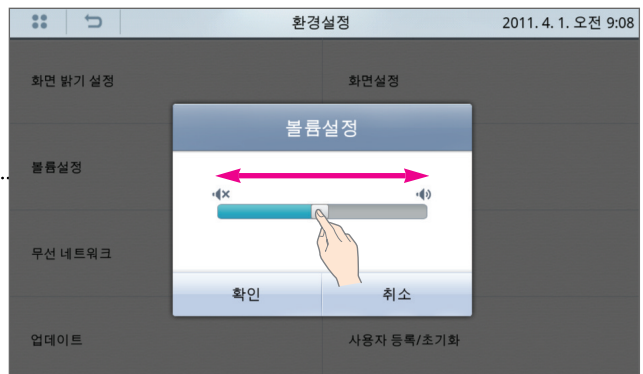 환경설정
2011. 4. 1. 오전 9:08
화면 밝기 설정
화면설정
볼륨설정
볼륨설정
무선 네트워크
확인
취소
업데이트
사용자 등록/초기화